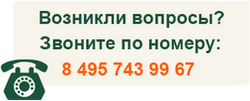 Возникли вопросы?
Звоните по номеру:
8 495 743 99 67